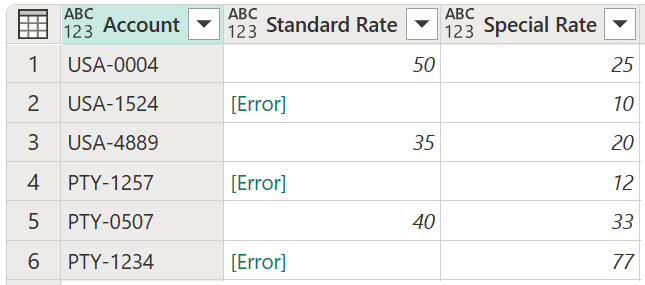 ABC 123 Account ABC 123 Standard Rate ABC 123 Special Rate
1 USA-0004 50 25
2 USA-1524 [Error] 10
3 USA-4889 35 20
4 PTY-1257 [Error] 12
5 PTY-0507 40 33
6 PTY-1234 [Error] 77